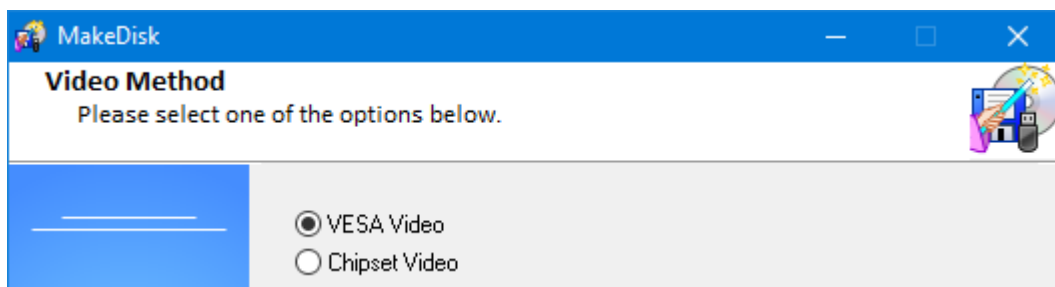 MakeDisk
Video Method
Please select one of the options below.
VESA Video
Chipset Video